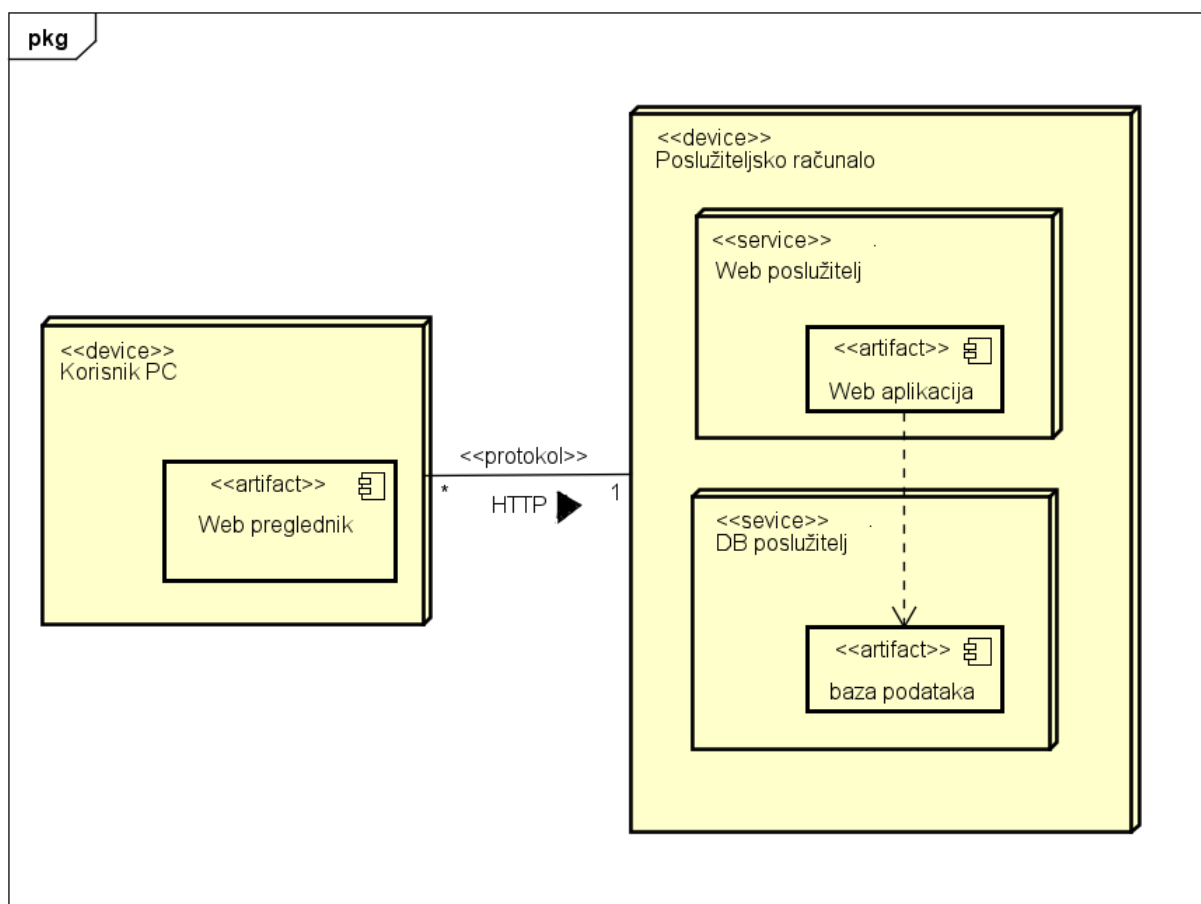 pkg
<<device>>
Poslužiteljsko računalo
<<service>>
Web poslužitelj
<<artifact>>
Web aplikacija
<<device>>
Korisnik PC
<<artifact>>
Web preglednik
<<protokol>>
* HTTP 1
<<sevice>>
DB poslužitelj
<<artifact>>
baza podataka